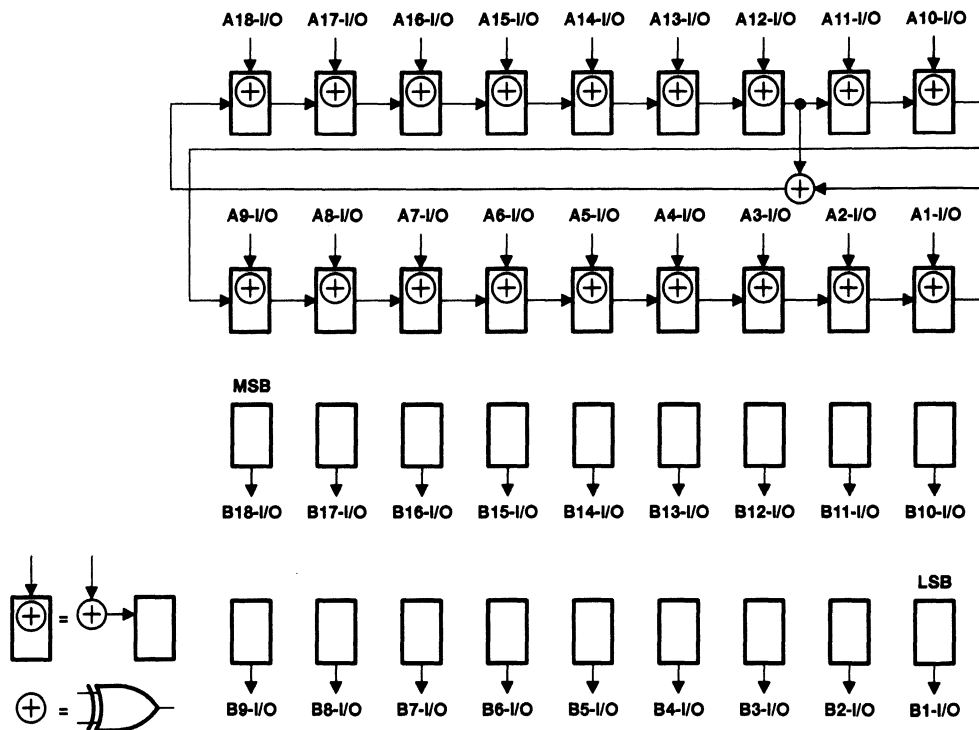 A18-I/O A17-I/O A16-I/O A15-I/O A14-I/O A13-I/O A12-I/O A11-I/O A10-I/O
A9-I/O A8-I/O A7-I/O A6-I/O A5-I/O A4-I/O A3-I/O A2-I/O A1-I/O
MSB
B18-I/O B17-I/O B16-I/O B15-I/O B14-I/O B13-I/O B12-I/O B11-I/O B10-I/O
LSB
=
=
B9-I/O B8-I/O B7-I/O B6-I/O B5-I/O B4-I/O B3-I/O B2-I/O B1-I/O